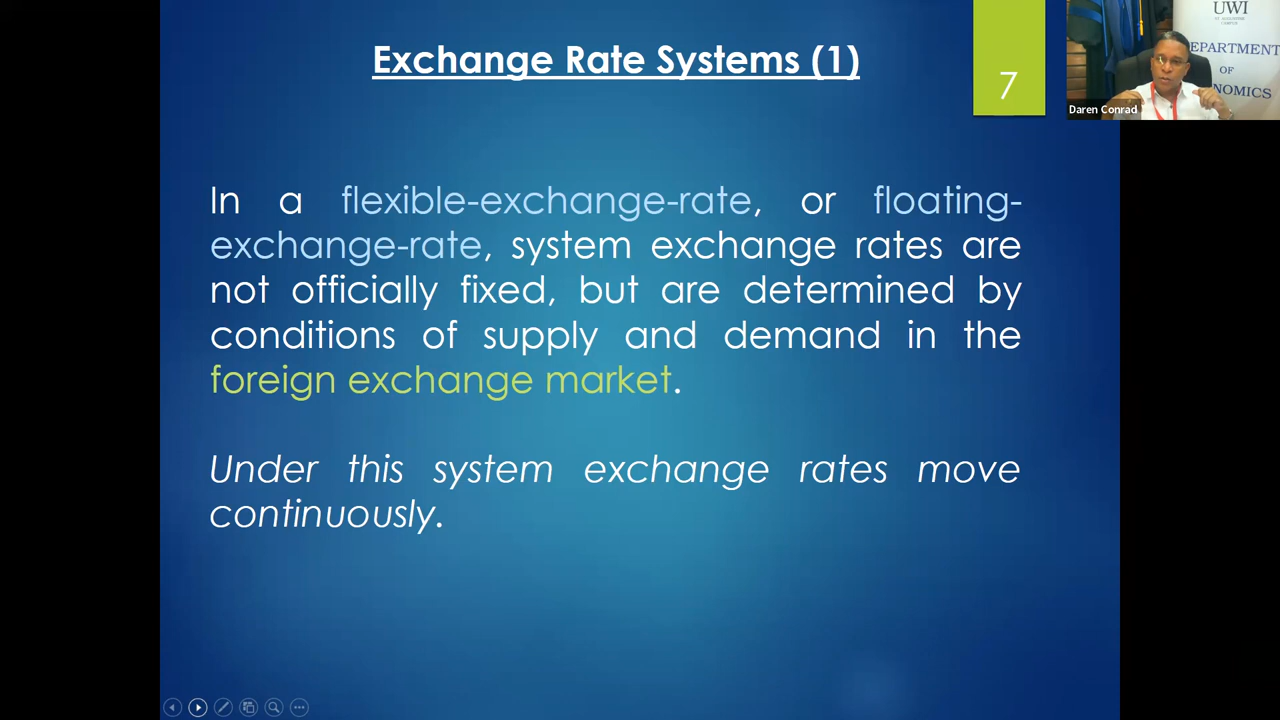 Exchange Rate Systems (1)
7
In a flexible-exchange-rate, or floating-
exchange-rate, system exchange rates are
not officially fixed, but are determined by
conditions of supply and demand in the
foreign exchange market.
Under this system exchange rates move
continuously.
UWI
EPARTMENT
OF
NOMICS
Daren Conrad